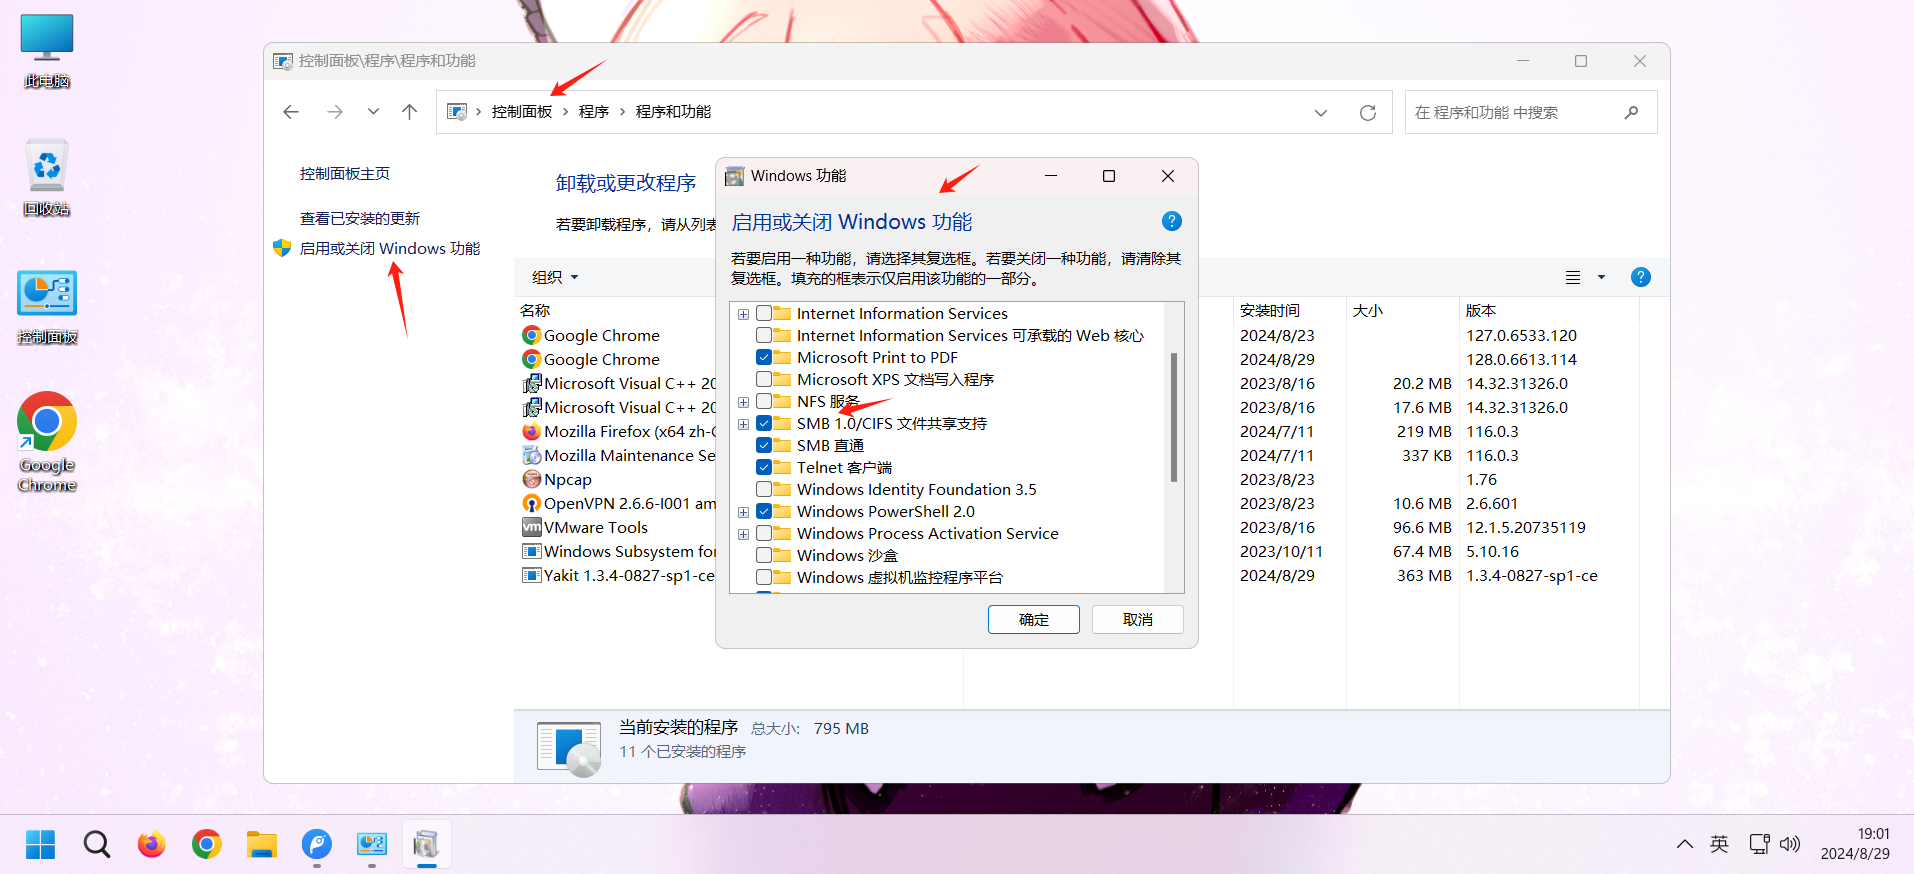 此电脑
回收站
控制面板
Google
Chrome
控制面板\程序\程序和功能
控制面板 › 程序 › 程序和功能
在 程序和功能 中搜索
控制面板主页
查看已安装的更新
启用或关闭 Windows 功能
卸载或更改程序
若要卸载程序，请从列表
组织
名称
安装时间
大小
版本
Google Chrome
2024/8/23
127.0.6533.120
Google Chrome
2024/8/29
128.0.6613.114
Microsoft Visual C++ 20
2023/8/16
20.2 MB
14.32.31326.0
Microsoft Visual C++ 20
2023/8/16
17.6 MB
14.32.31326.0
Mozilla Firefox (x64 zh-C
2024/7/11
219 MB
116.0.3
Mozilla Maintenance Se
2024/7/11
337 KB
116.0.3
Npcap
2023/8/23
1.76
OpenVPN 2.6.6-I001 am
2023/8/23
10.6 MB
2.6.601
VMware Tools
2023/8/16
96.6 MB
12.1.5.20735119
Windows Subsystem for
2023/10/11
67.4 MB
5.10.16
Yakit 1.3.4-0827-sp1-ce
2024/8/29
363 MB
1.3.4-0827-sp1-ce
Windows 功能
启用或关闭 Windows 功能
若要启用一种功能，请选择其复选框。若要关闭一种功能，请清除其
复选框。填充的框表示仅启用该功能的一部分。
Internet Information Services
Internet Information Services 可承载的 Web 核心
Microsoft Print to PDF
Microsoft XPS 文档写入程序
NFS 服务
SMB 1.0/CIFS 文件共享支持
SMB 直通
Telnet 客户端
Windows Identity Foundation 3.5
Windows PowerShell 2.0
Windows Process Activation Service
Windows 沙盒
Windows 虚拟机监控程序平台
确定
取消
当前安装的程序 总大小: 795 MB
11 个已安装的程序
英
19:01
2024/8/29